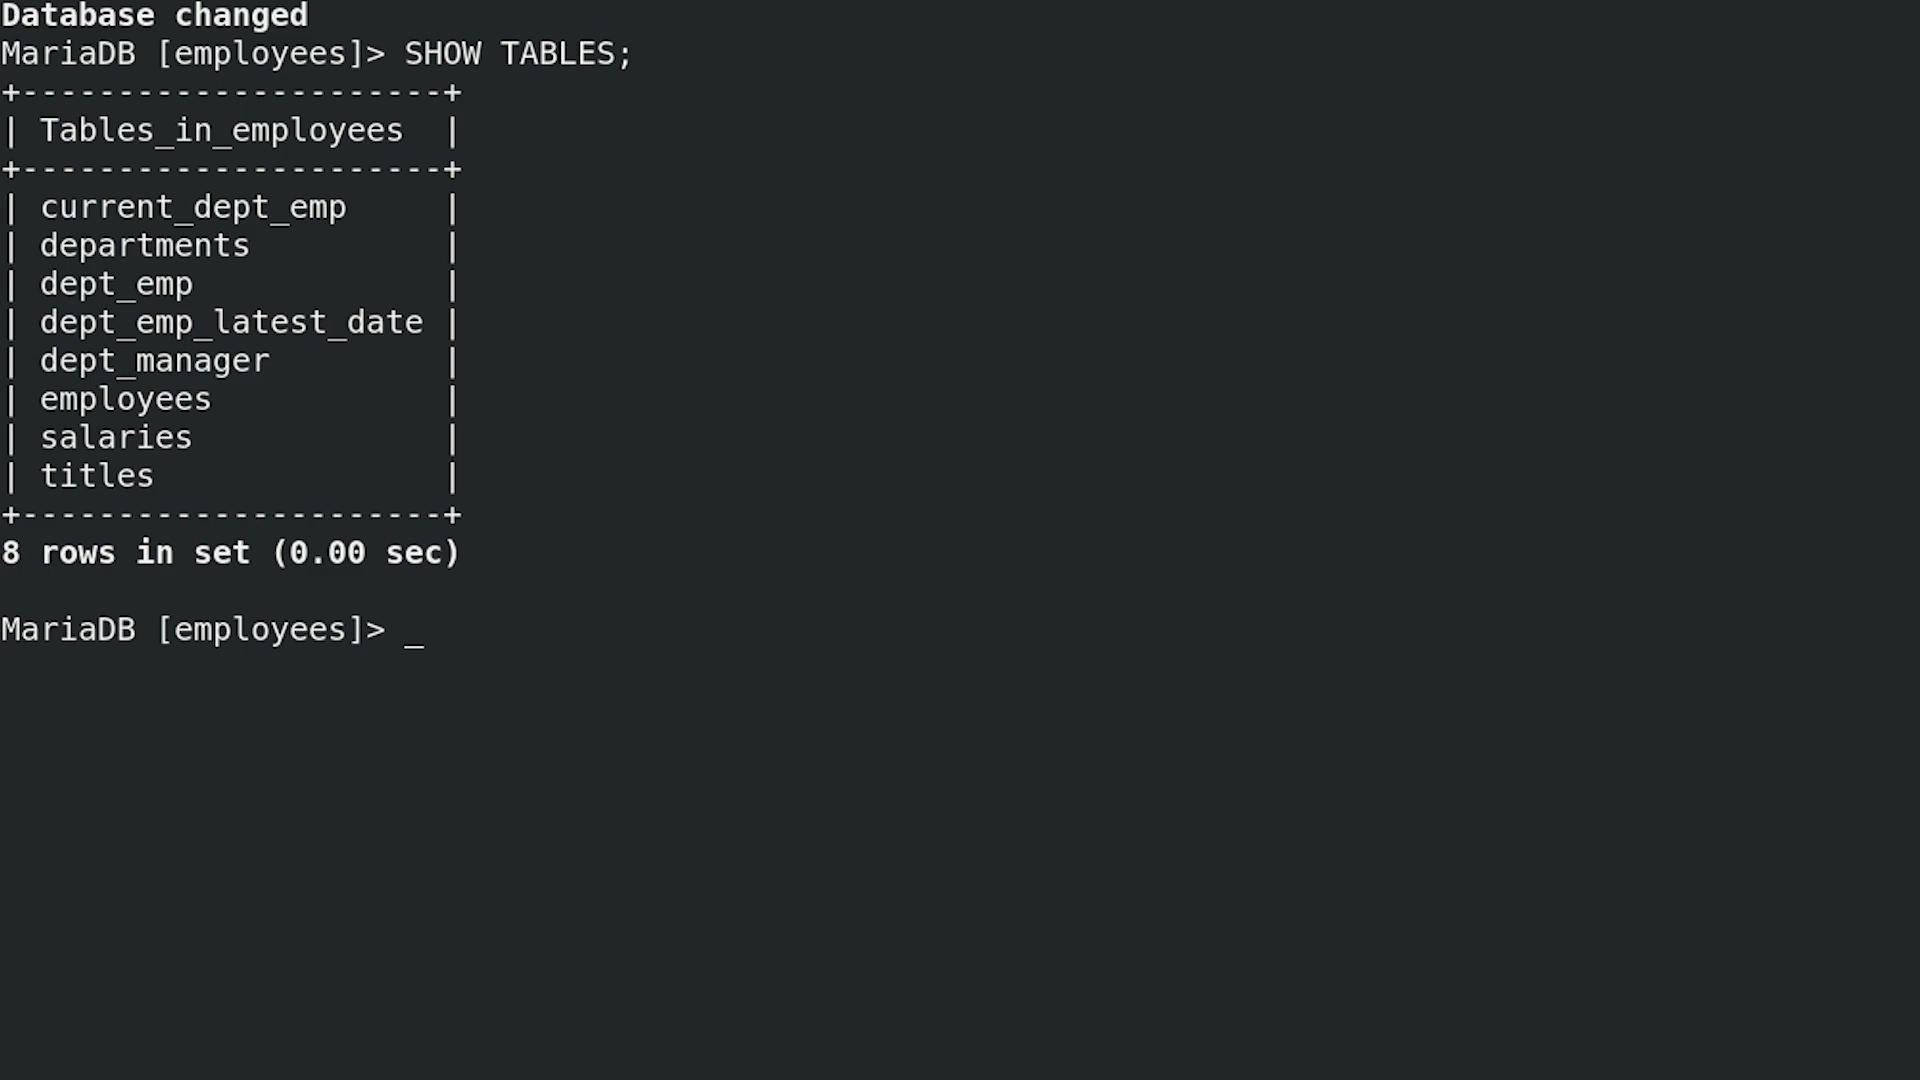 Database changed
MariaDB [employees]> SHOW TABLES;
+----------------------+
| Tables_in_employees  |
+----------------------+
| current_dept_emp     |
| departments          |
| dept_emp             |
| dept_emp_latest_date |
| dept_manager         |
| employees            |
| salaries             |
| titles               |
+----------------------+
8 rows in set (0.00 sec)
MariaDB [employees]> _